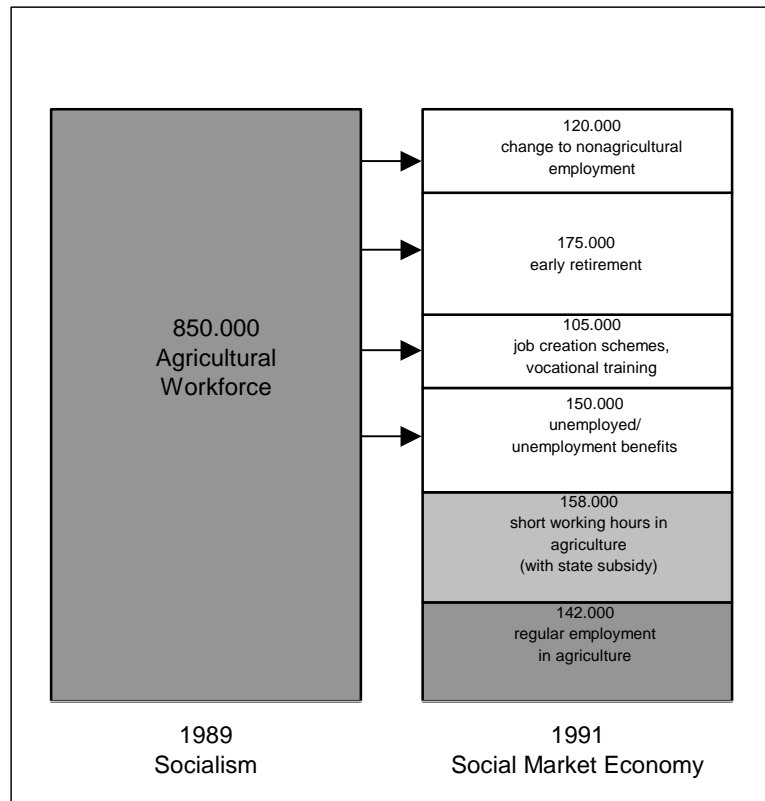 850.000
Agricultural
Workforce
120.000
change to nonagricultural
employment
175.000
early retirement
105.000
job creation schemes,
vocational training
150.000
unemployed/
unemployment benefits
158.000
short working hours in
agriculture
(with state subsidy)
142.000
regular employment
in agriculture
1989
Socialism
1991
Social Market Economy